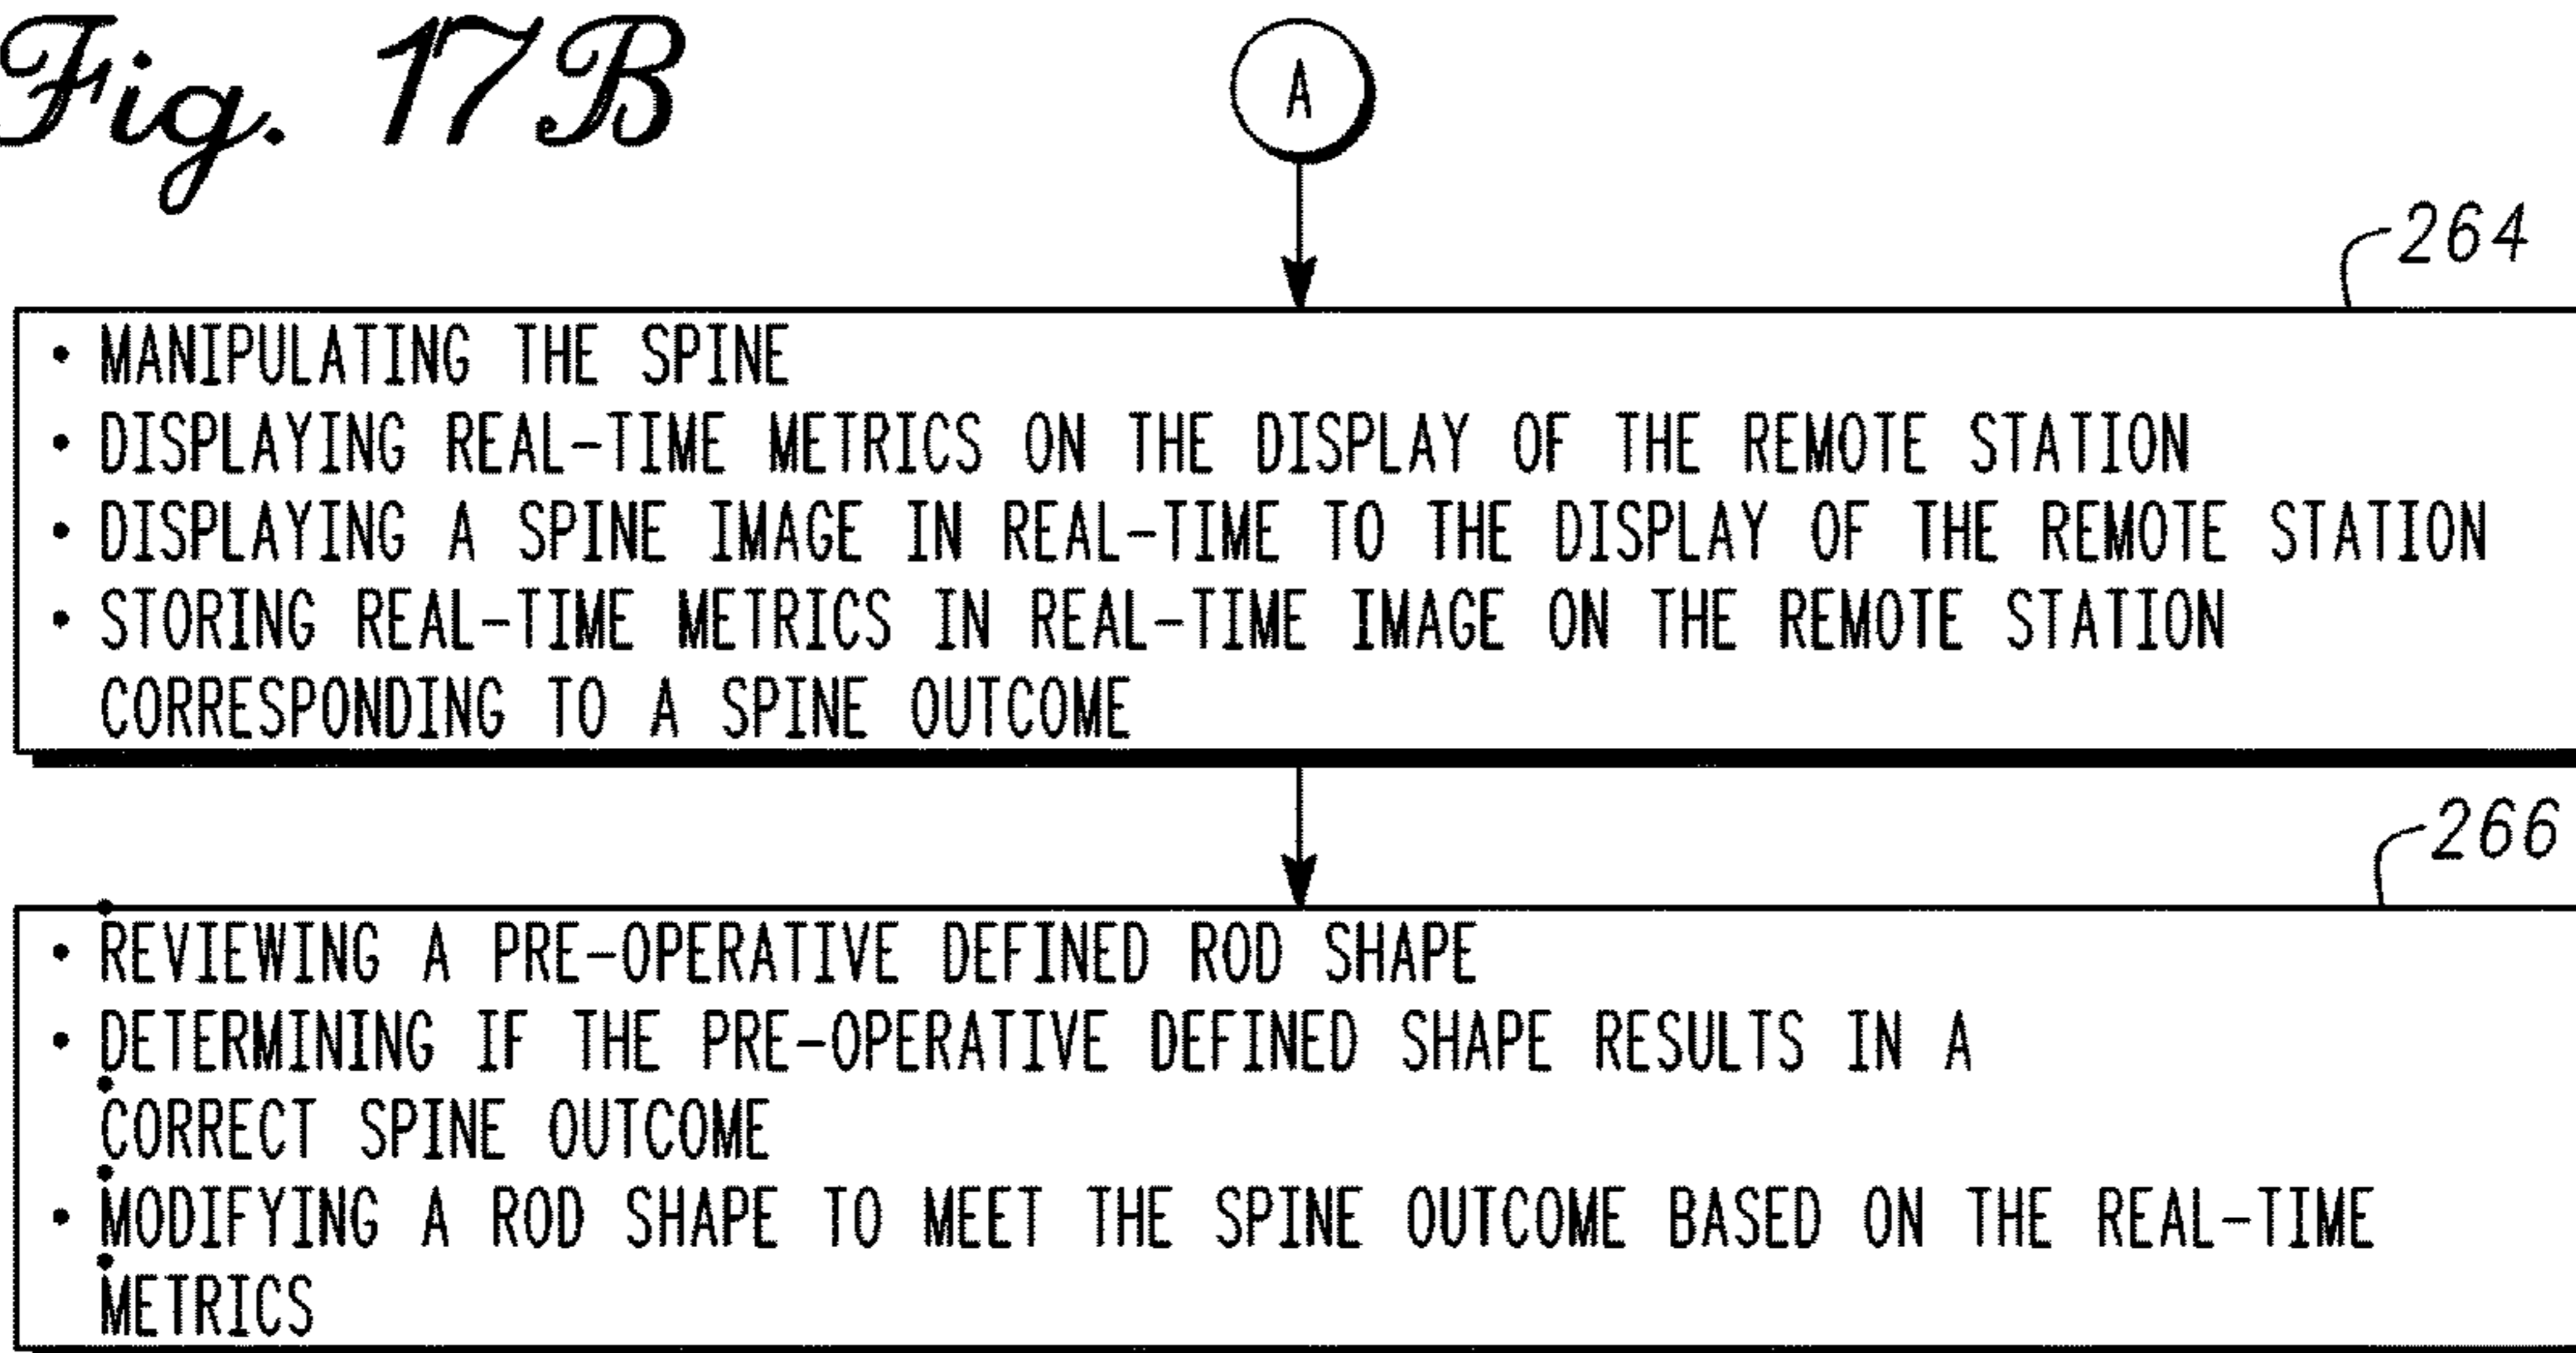 Fig. 17B
A
264
• MANIPULATING THE SPINE
• DISPLAYING REAL-TIME METRICS ON THE DISPLAY OF THE REMOTE STATION
• DISPLAYING A SPINE IMAGE IN REAL-TIME TO THE DISPLAY OF THE REMOTE STATION
• STORING REAL-TIME METRICS IN REAL-TIME IMAGE ON THE REMOTE STATION
CORRESPONDING TO A SPINE OUTCOME
266
• REVIEWING A PRE-OPERATIVE DEFINED ROD SHAPE
• DETERMINING IF THE PRE-OPERATIVE DEFINED SHAPE RESULTS IN A
CORRECT SPINE OUTCOME
• MODIFYING A ROD SHAPE TO MEET THE SPINE OUTCOME BASED ON THE REAL-TIME
METRICS